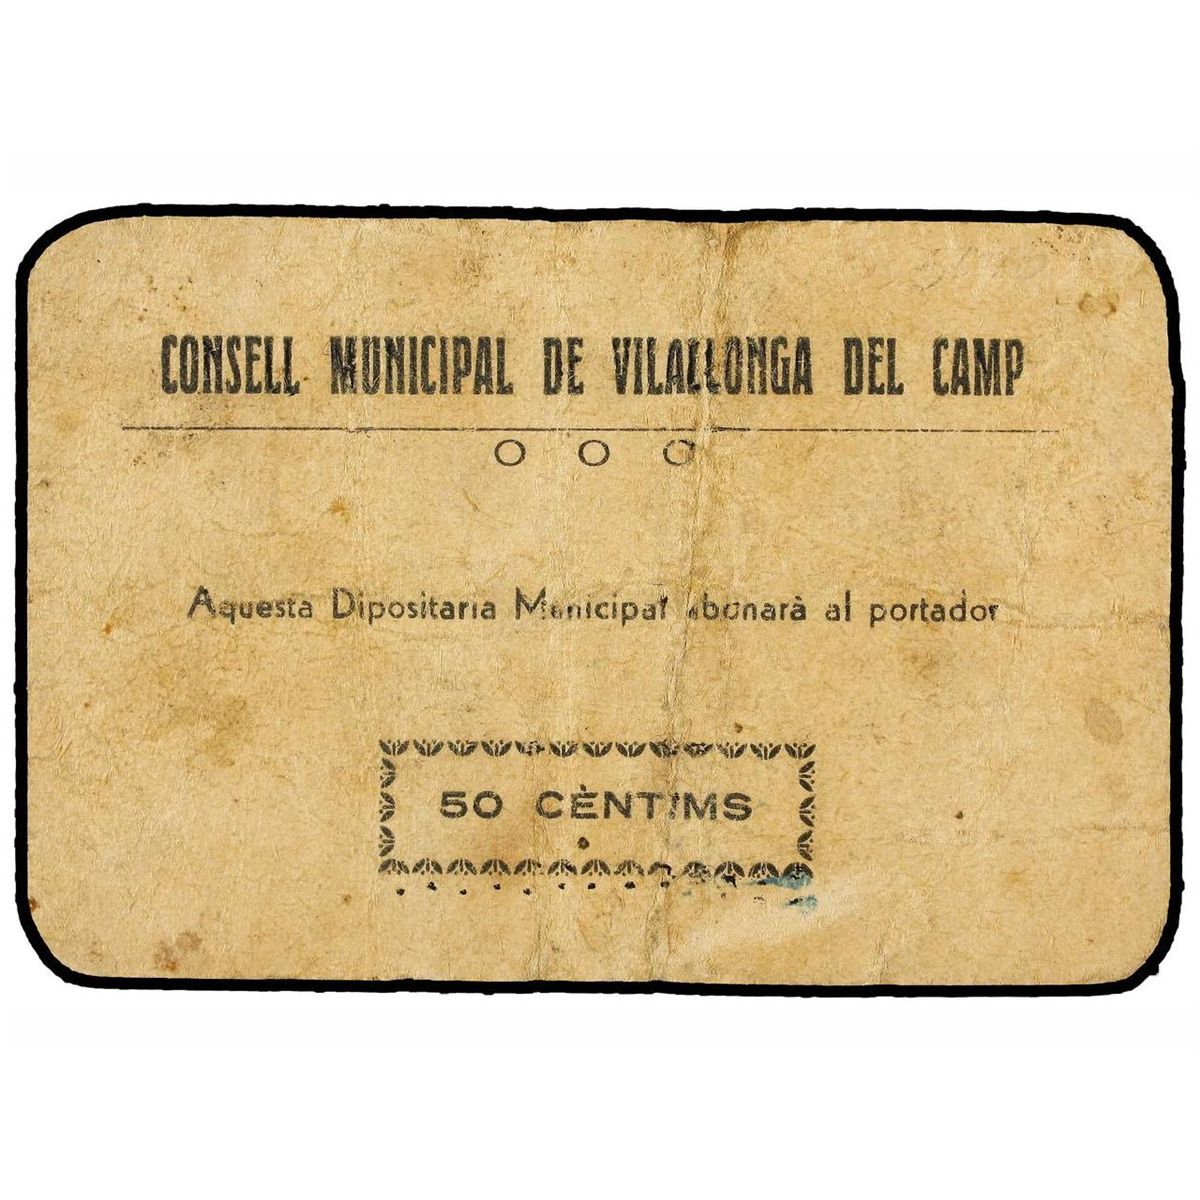 CONSELL MUNICIPAL DE VILALLONGA DEL CAMP
O O O
Aquesta Dipositaria Municipal abonarà al portador
50 CÈNTIMS